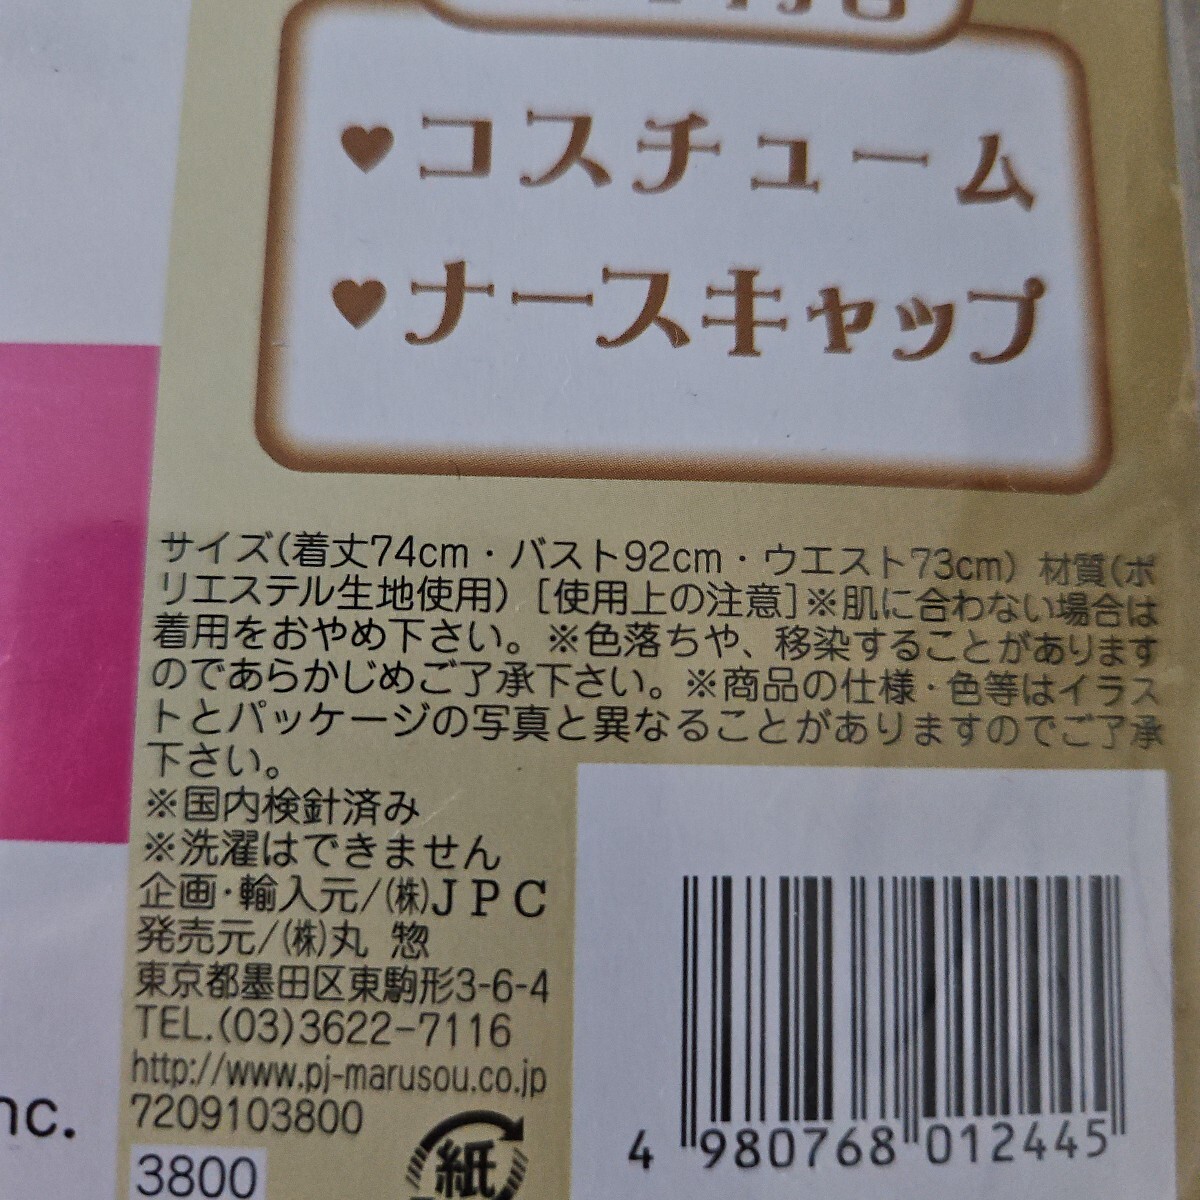 ♥コスチューム
♥ナースキャップ
サイズ(着丈74cm・バスト92cm・ウエスト73cm) 材質(ポ
リエステル生地使用) [使用上の注意]※肌に合わない場合は
着用をおやめ下さい。※色落ちや、移染することがあります
のであらかじめご了承下さい。※商品の仕様・色等はイラス
トとパッケージの写真と異なることがありますのでご了承
下さい。
※国内検針済み
※洗濯はできません
企画・輸入元/(株)JPC
発売元/(株)丸 惣
東京都墨田区東駒形3-6-4
TEL.(03)3622-7116
http://www.pj-marusou.co.jp
7209103800
3800
紙
4 980768 012445
nc.